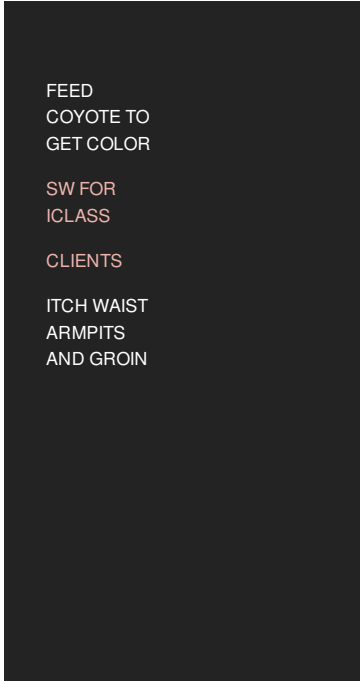 FEED
COYOTE TO
GET COLOR
SW FOR
ICLASS
CLIENTS
ITCH WAIST
ARMPITS
AND GROIN